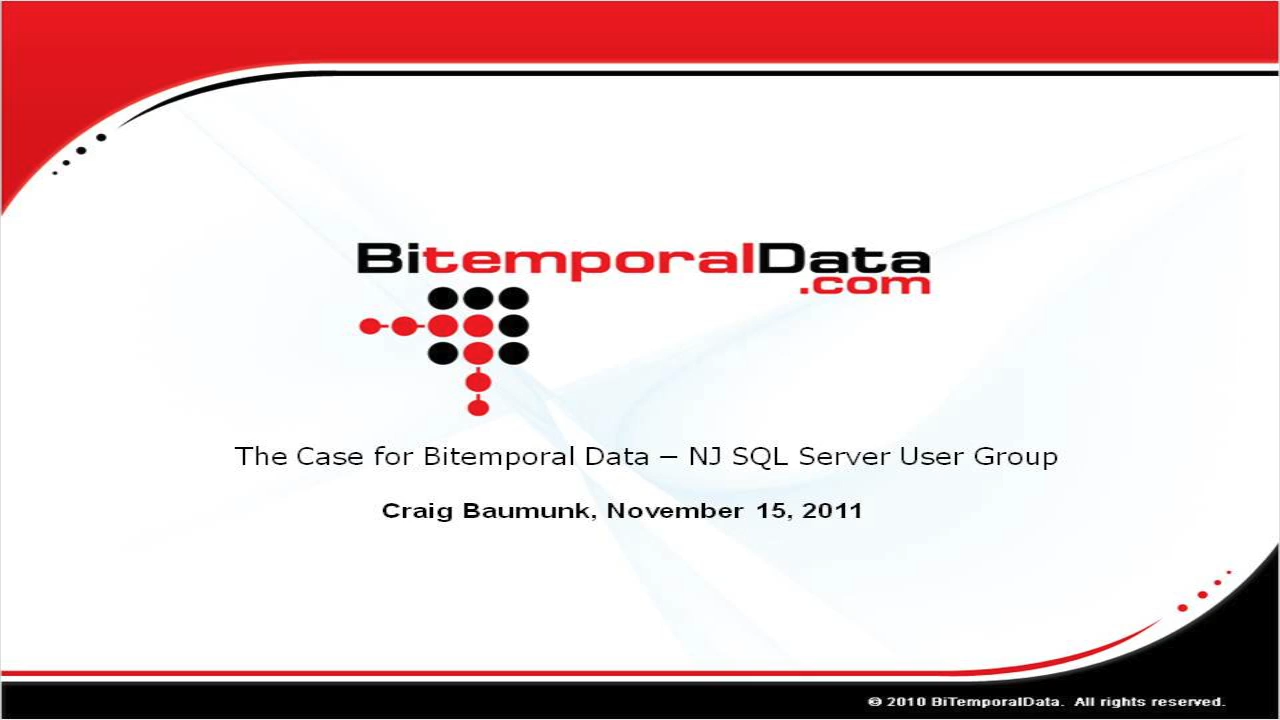 BitemporalData
.com
The Case for Bitemporal Data – NJ SQL Server User Group
Craig Baumunk, November 15, 2011
© 2010 BiTemporalData. All rights reserved.